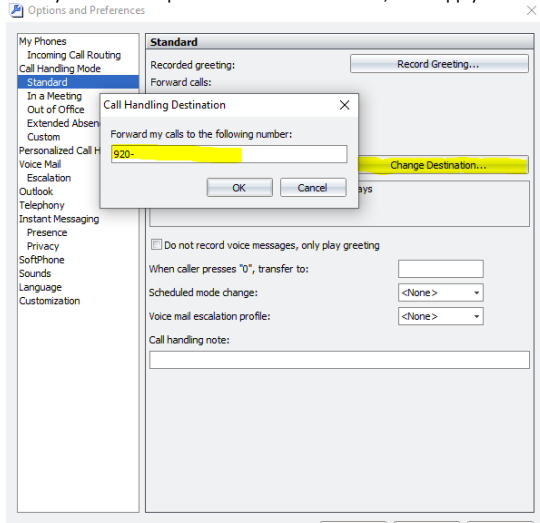 Options and Preferences
My Phones
Incoming Call Routing
Call Handling Mode
Standard
In a Meeting
Out of Office
Extended Absen
Custom
Personalized Call H
Voice Mail
Escalation
Outlook
Telephony
Instant Messaging
Presence
Privacy
SoftPhone
Sounds
Language
Customization
Standard
Recorded greeting:
Record Greeting...
Forward calls:
Call Handling Destination
Forward my calls to the following number:
920-
OK
Cancel
Change Destination...
ays
Do not record voice messages, only play greeting
When caller presses "0", transfer to:
Scheduled mode change:
<None>
Voice mail escalation profile:
<None>
Call handling note: